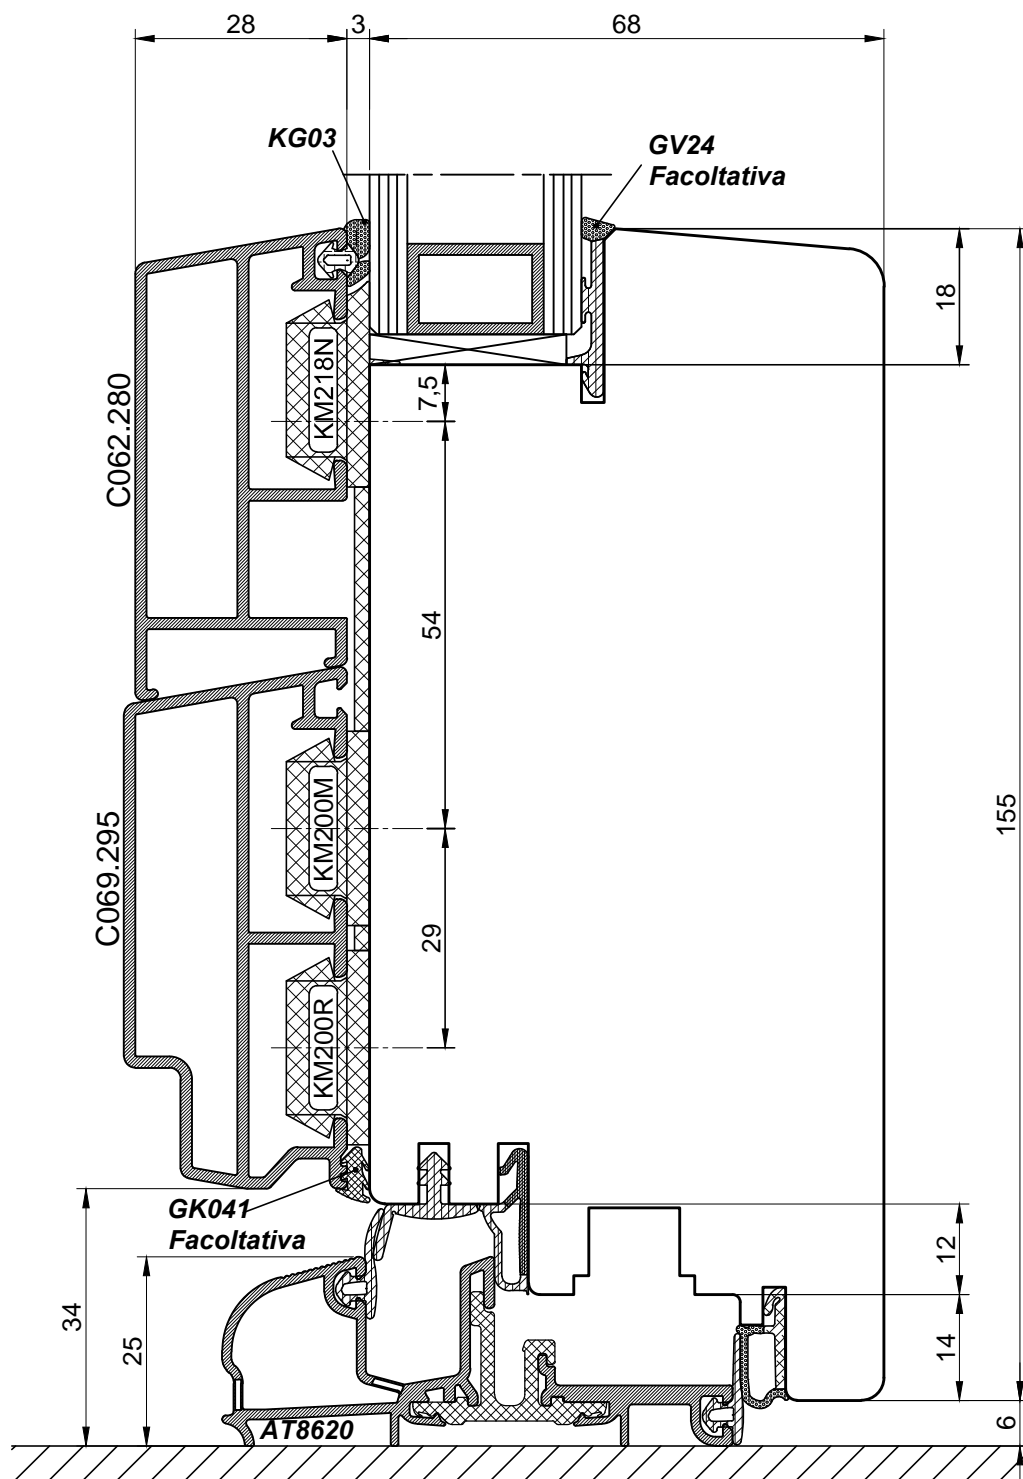 28
3
68
KG03
GV24
Facoltativa
18
7,5
KM218N
C062.280
54
155
KM200M
C069.295
29
KM200R
GK041
Facoltativa
12
34
25
14
AT8620
6